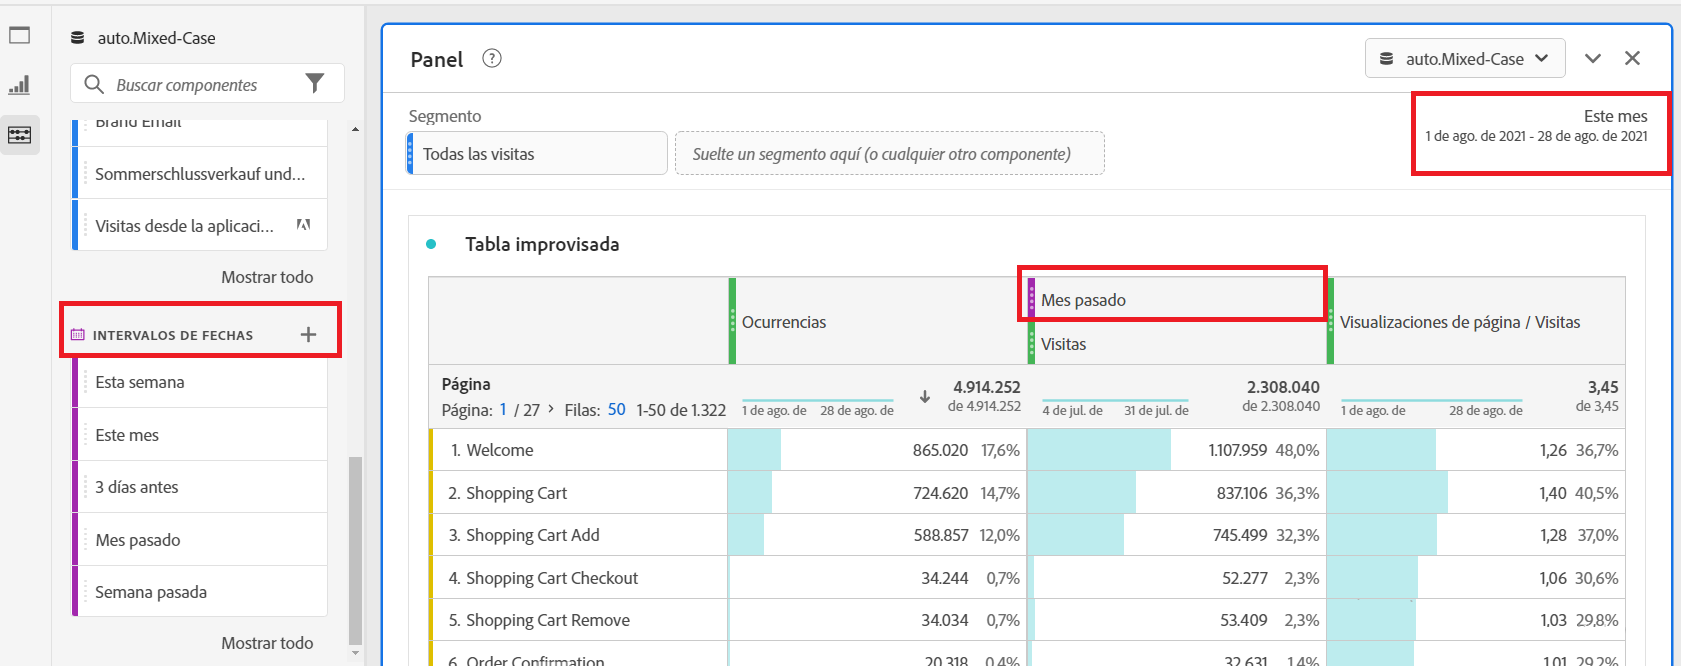 auto.Mixed-Case
Buscar componentes
Brand Email
Sommerschlussverkauf und...
Visitas desde la aplicaci...
Mostrar todo
INTERVALOS DE FECHAS +
Esta semana
Este mes
3 días antes
Mes pasado
Semana pasada
Mostrar todo
Panel ?
auto.Mixed-Case
Segmento
Todas las visitas
Suelte un segmento aquí (o cualquier otro componente)
Este mes
1 de ago. de 2021 - 28 de ago. de 2021
Tabla improvisada
Ocurrencias
Mes pasado
Visitas
Visualizaciones de página / Visitas
Página
Página: 1 / 27 > Filas: 50 1-50 de 1.322
1 de ago. de 28 de ago. de
4.914.252
de 4.914.252
4 de jul. de 31 de jul. de
2.308.040
de 2.308.040
1 de ago. de 28 de ago. de
3,45
de 3,45
1. Welcome 865.020 17,6% 1.107.959 48,0% 1,26 36,7%
2. Shopping Cart 724.620 14,7% 837.106 36,3% 1,40 40,5%
3. Shopping Cart Add 588.857 12,0% 745.499 32,3% 1,28 37,0%
4. Shopping Cart Checkout 34.244 0,7% 52.277 2,3% 1,06 30,6%
5. Shopping Cart Remove 34.034 0,7% 53.409 2,3% 1,03 29,8%
6. Order Confirmation 20.318 0,4% 32.631 1,4% 1,01 29,2%